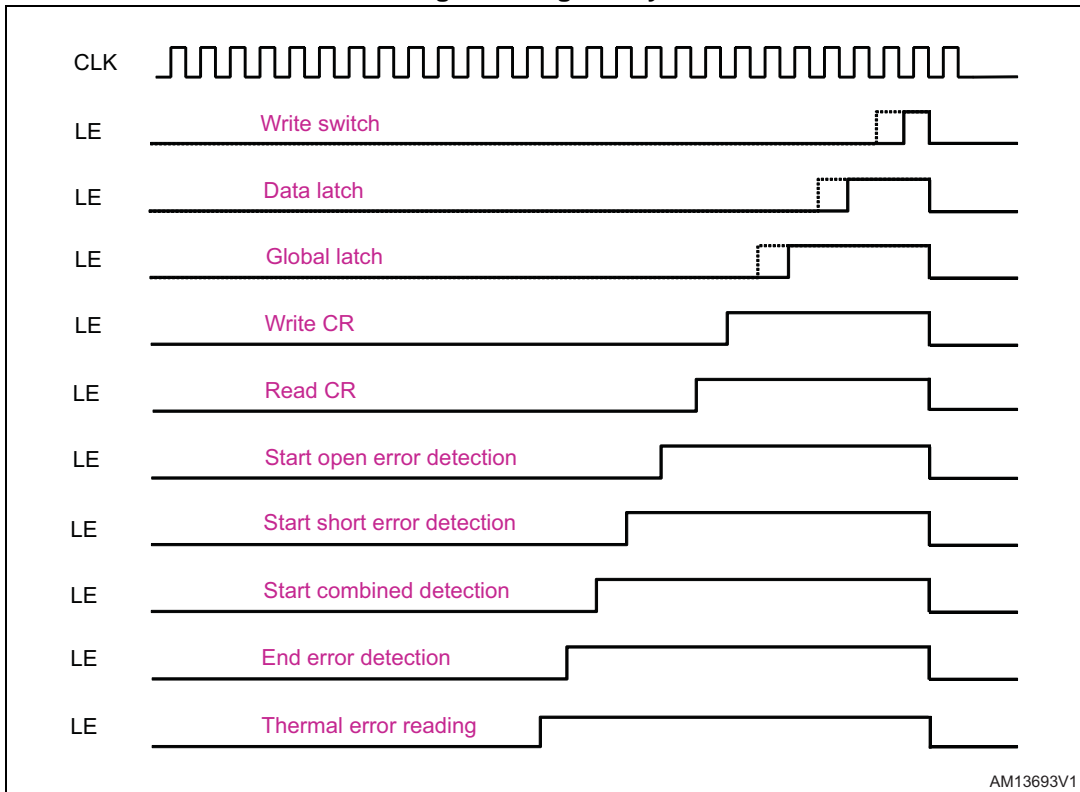 CLK
LE Write switch
LE Data latch
LE Global latch
LE Write CR
LE Read CR
LE Start open error detection
LE Start short error detection
LE Start combined detection
LE End error detection
LE Thermal error reading
AM13693V1